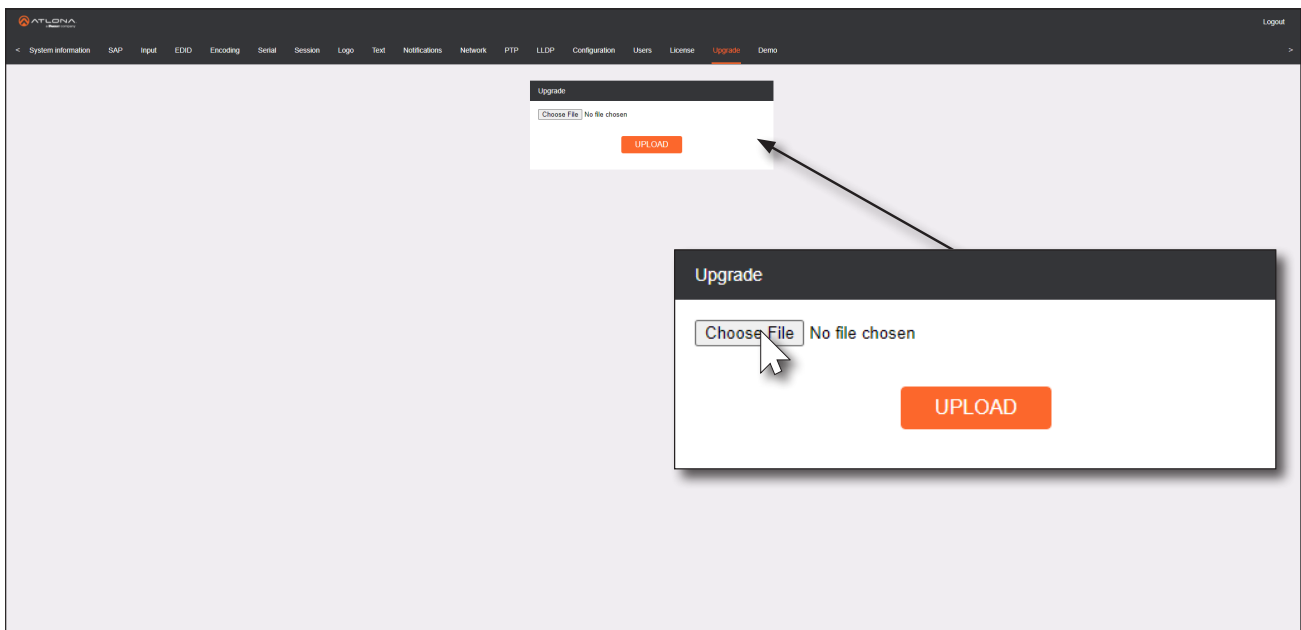 ATLONA
Logout
< System information SAP Input EDID Encoding Serial Session Logo Text Notifications Network PTP LLDP Configuration Users License Upgrade Demo >
Upgrade
Choose File No file chosen
UPLOAD
Upgrade
Choose File No file chosen
UPLOAD